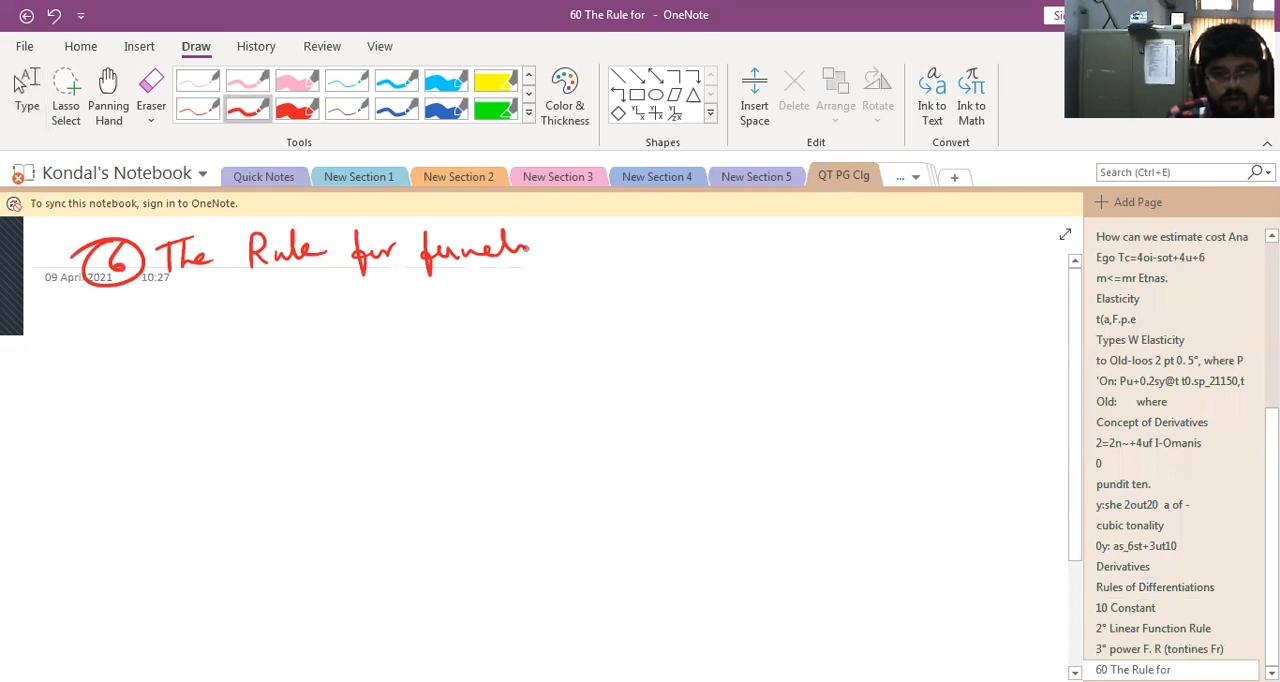 60 The Rule for - OneNote
Si
File Home Insert Draw History Review View
Type
Lasso Select
Panning Hand
Eraser
Color & Thickness
Insert Space
Delete
Arrange
Rotate
Ink to Text
Ink to Math
Tools Shapes Edit Convert
Kondal's Notebook Quick Notes New Section 1 New Section 2 New Section 3 New Section 4 New Section 5 QT PG Clg ... Search (Ctrl+E)
To sync this notebook, sign in to OneNote.
Add Page
6 The Rule for
09 April 2021 10:27
How can we estimate cost Ana
Ego Tc=4oi-sot+4u+6
m<=mr Etnas.
Elasticity
t(a,F.p.e
Types W Elasticity
to Old-loos 2 pt 0. 5°, where P
'On: Pu+0.2sy@t t0.sp_21150,t
Old: where
Concept of Derivatives
2=2n~+4uf I-Omanis
0
pundit ten.
y:she 2out20 a of -
cubic tonality
0y: as_6st+3ut10
Derivatives
Rules of Differentiations
10 Constant
2° Linear Function Rule
3° power F. R (tontines Fr)
60 The Rule for